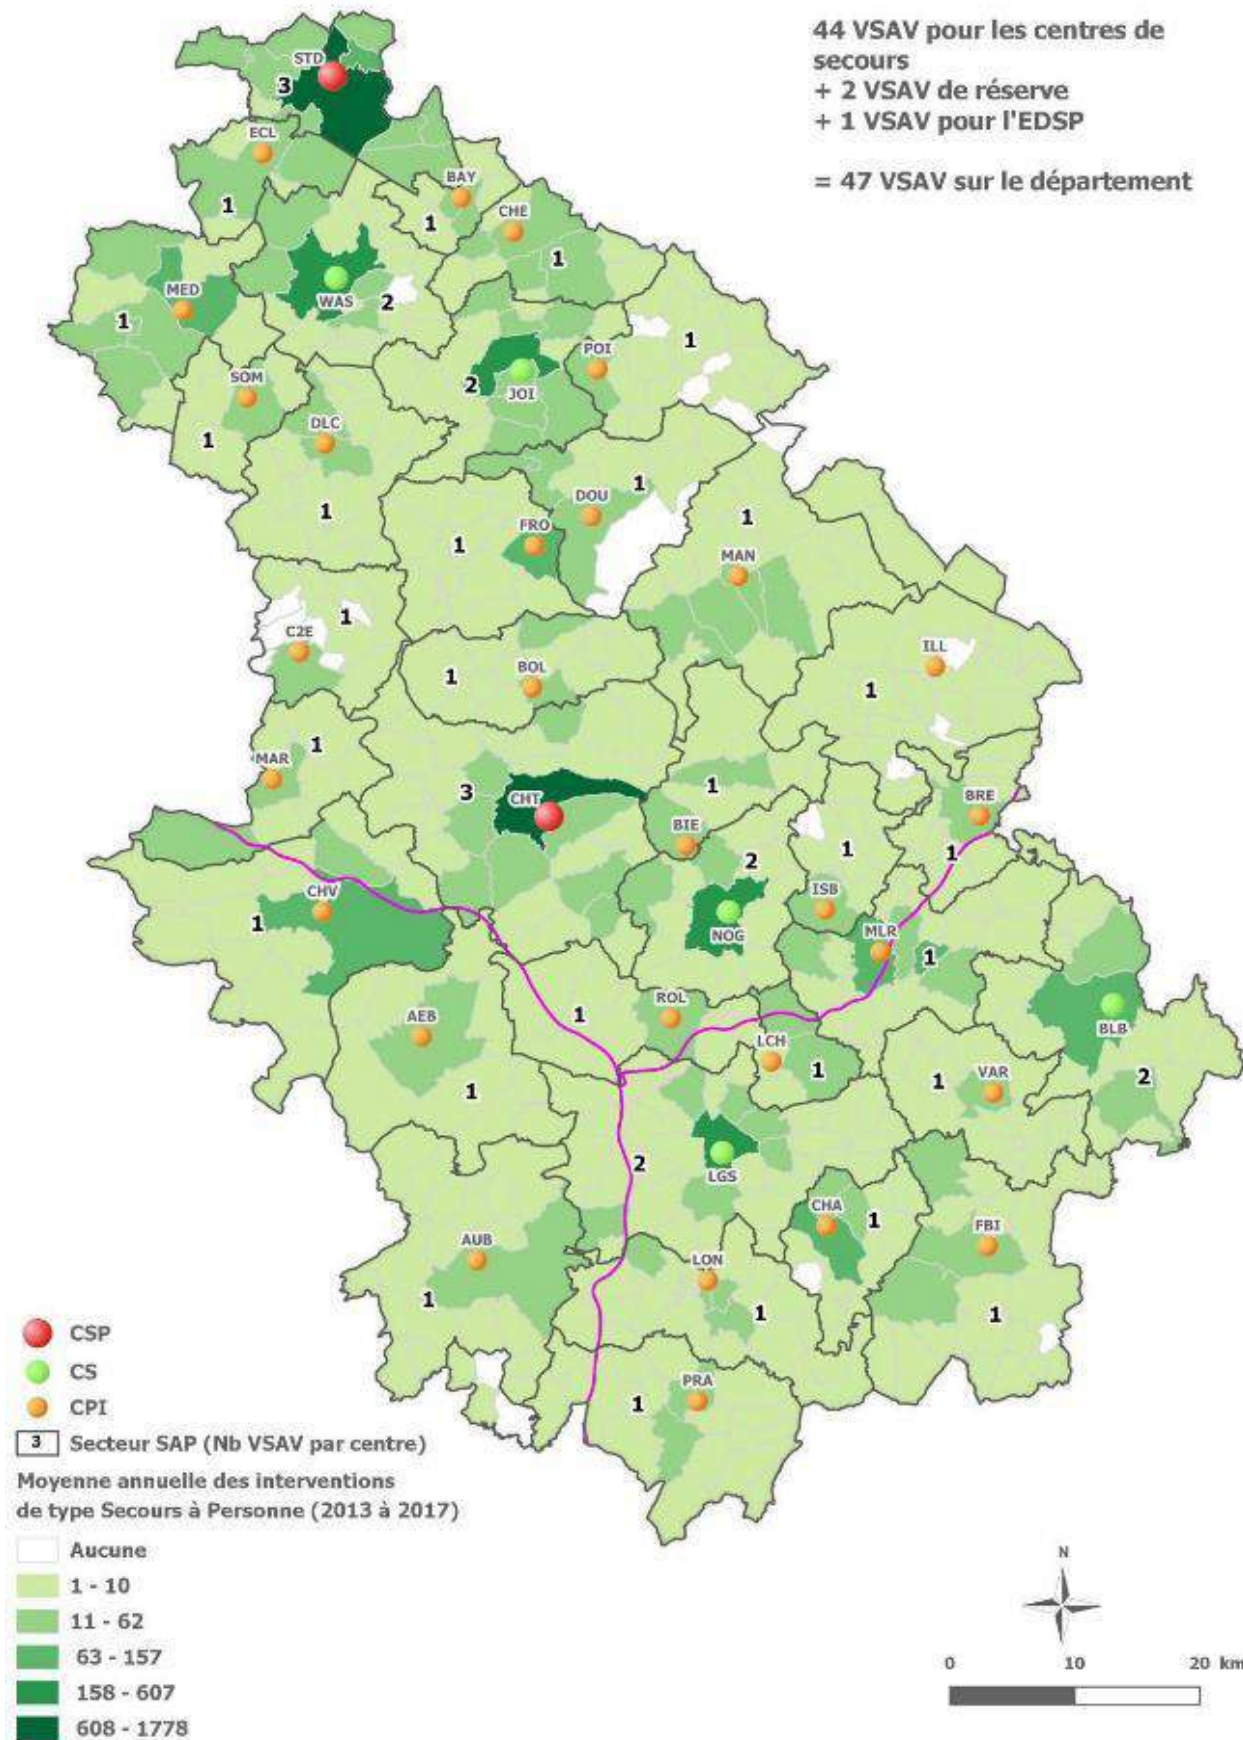 44 VSAV pour les centres de
secours
+ 2 VSAV de réserve
+ 1 VSAV pour l'EDSP
= 47 VSAV sur le département
STD
3
ECL
1
BAY
1
CHE
1
MED
1
WAS
2
SOM
1
DLC
1
JOI
2
POI
1
DOU
1
FRO
1
MAN
1
C2E
1
BOL
1
ILL
1
MAR
1
CHT
3
BIE
1
BRE
1
NOG
2
ISB
1
CHV
1
MLR
1
BLB
2
AEB
1
ROL
1
LCH
1
VAR
1
LGS
2
CHA
1
FBI
1
AUB
1
LON
1
PRA
1
CSP
CS
CPI
3 Secteur SAP (Nb VSAV par centre)
Moyenne annuelle des interventions
de type Secours à Personne (2013 à 2017)
Aucune
1 - 10
11 - 62
63 - 157
158 - 607
608 - 1778
N
0 10 20 km